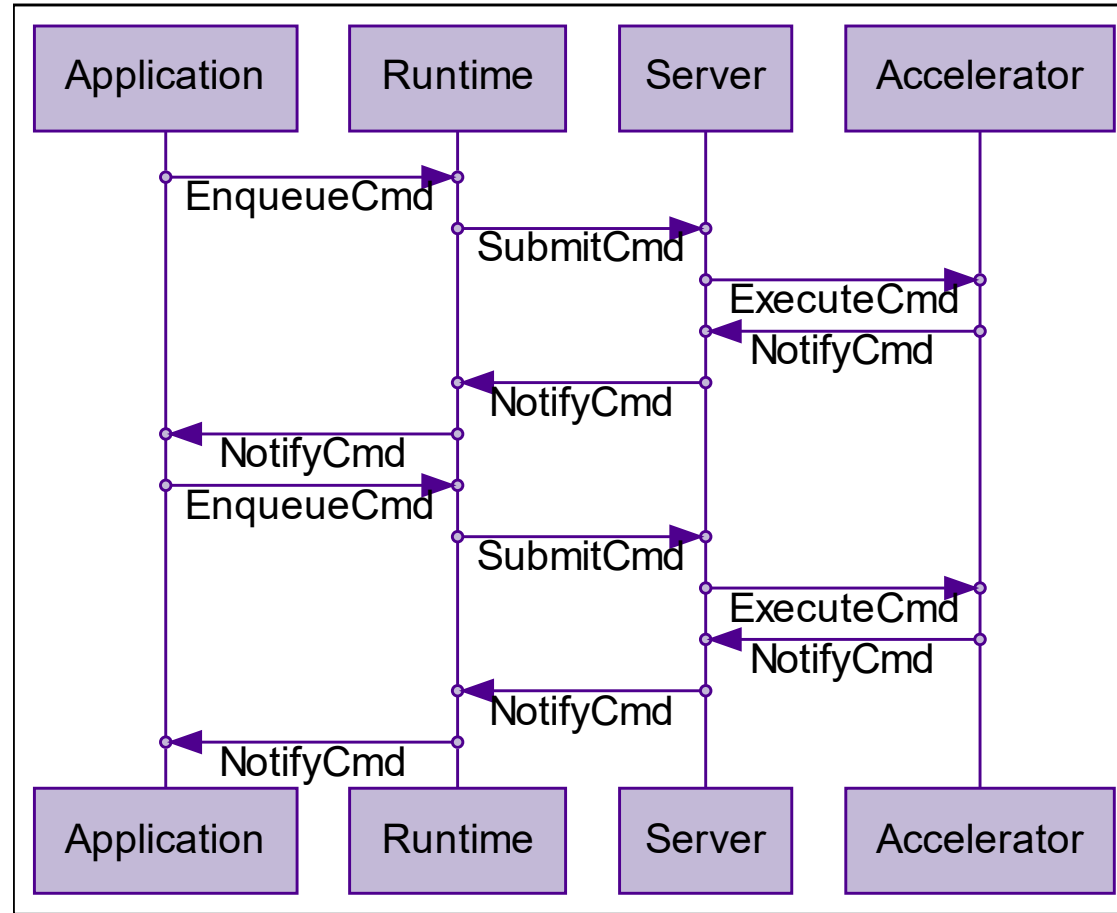 Application Runtime Server Accelerator
EnqueueCmd
SubmitCmd
ExecuteCmd
NotifyCmd
NotifyCmd
NotifyCmd
EnqueueCmd
SubmitCmd
ExecuteCmd
NotifyCmd
NotifyCmd
NotifyCmd
Application Runtime Server Accelerator